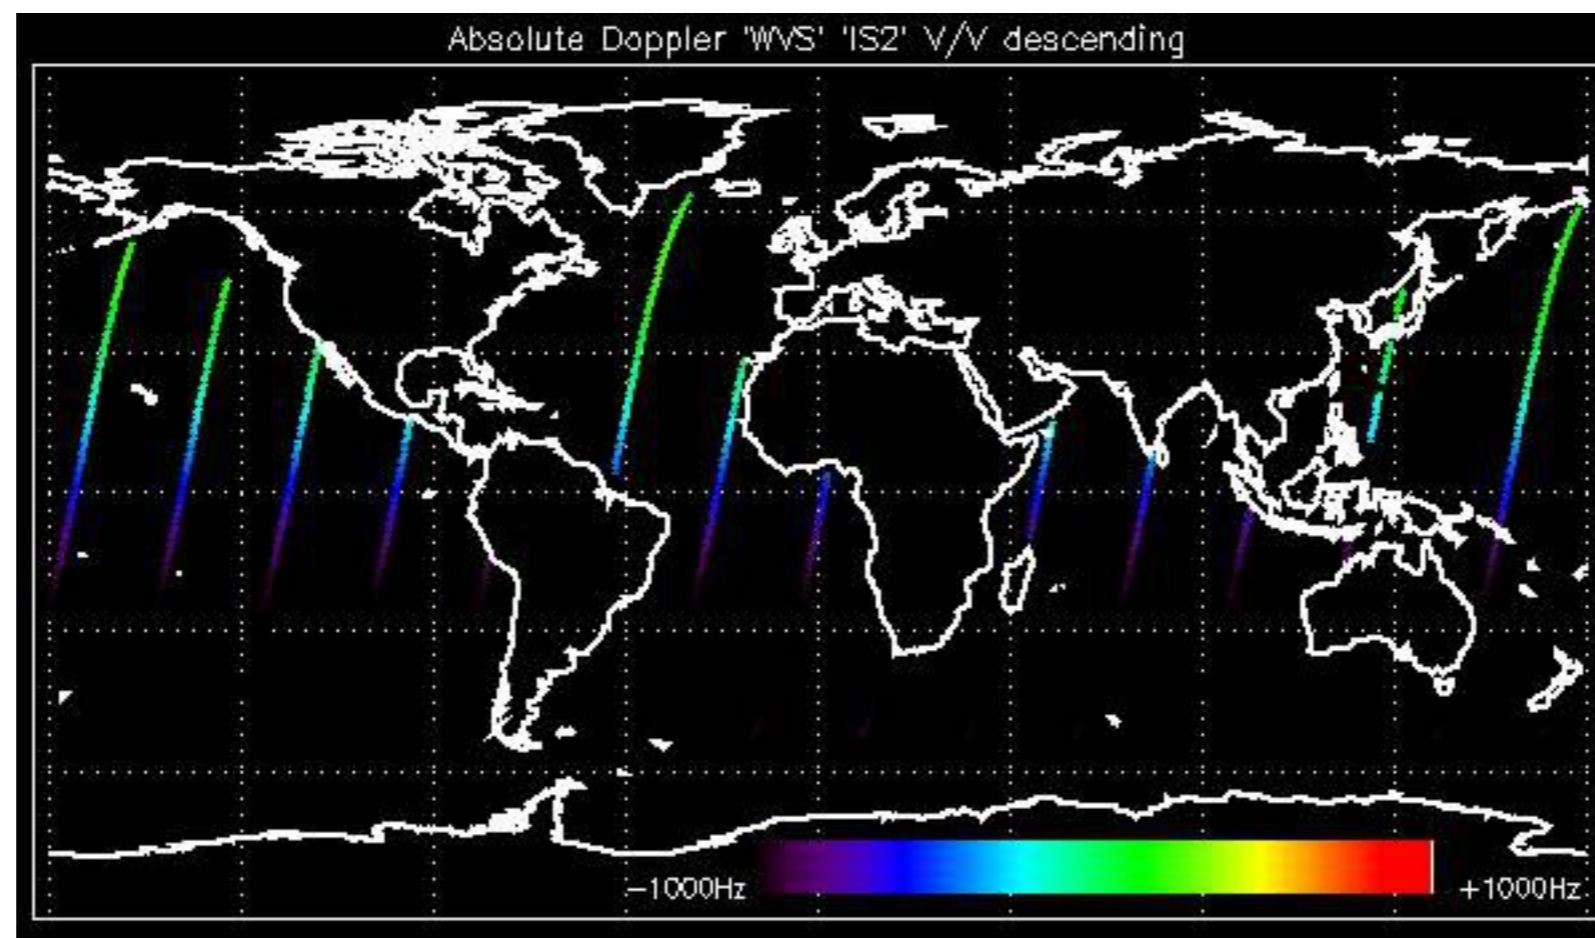 Absolute Doppler 'WVS' 'IS2' V/V descending
−1000Hz
+1000Hz